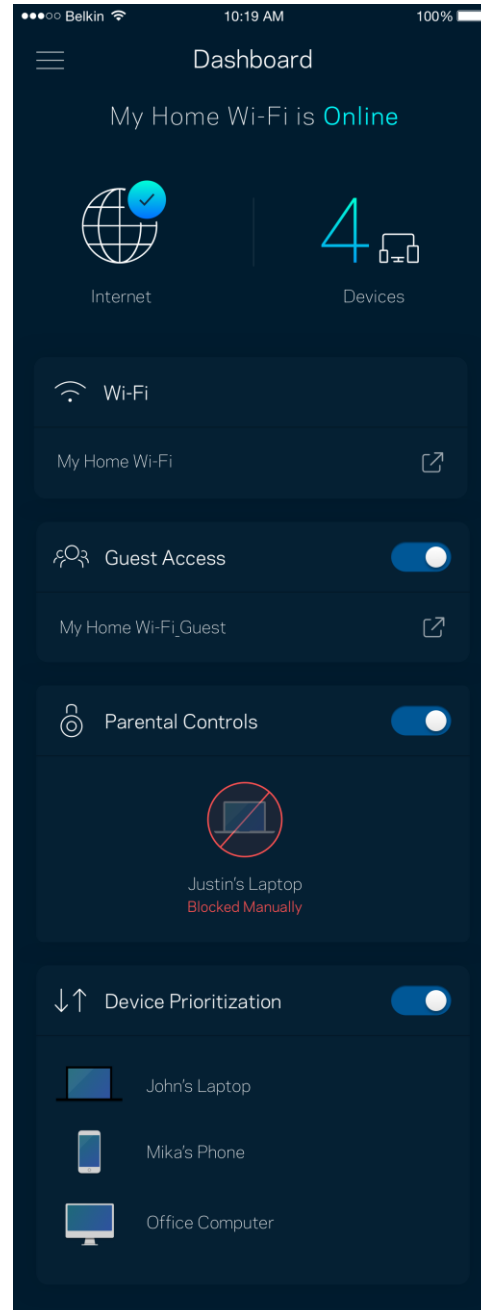 Belkin 10:19 AM 100%
Dashboard
My Home Wi-Fi is Online
4
Internet Devices
Wi-Fi
My Home Wi-Fi
Guest Access
My Home Wi-Fi_Guest
Parental Controls
Justin's Laptop
Blocked Manually
Device Prioritization
John's Laptop
Mika's Phone
Office Computer